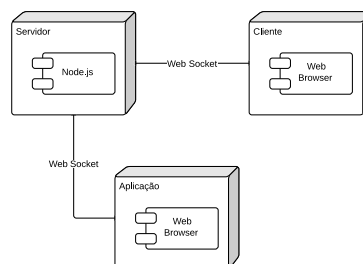 Servidor
Node.js
Web Socket
Cliente
Web
Browser
Web Socket
Aplicação
Web
Browser